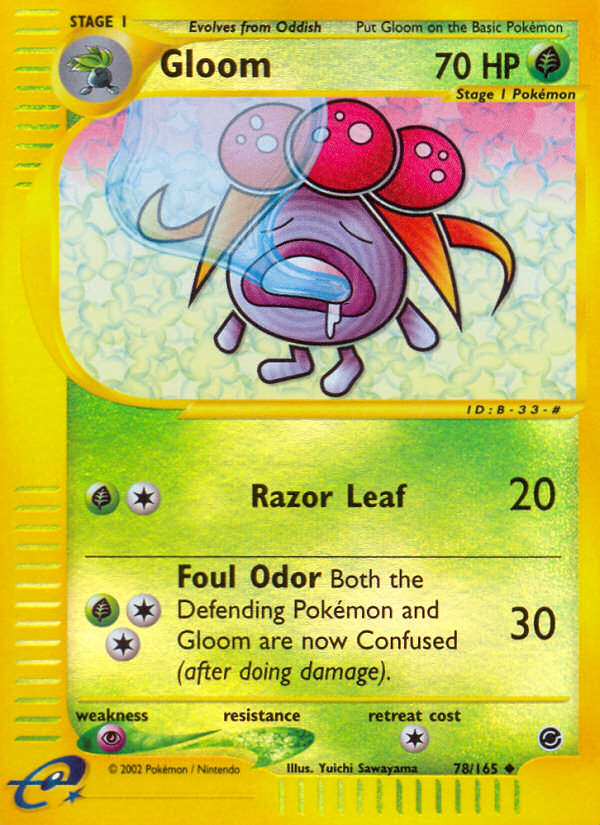 STAGE 1 Evolves from Oddish Put Gloom on the Basic Pokémon
Gloom 70 HP
Stage 1 Pokémon
ID:B-33-#
Razor Leaf 20
Foul Odor Both the
Defending Pokémon and
Gloom are now Confused
(after doing damage).
30
weakness resistance retreat cost
© 2002 Pokémon / Nintendo Illus. Yuichi Sawayama 78/165